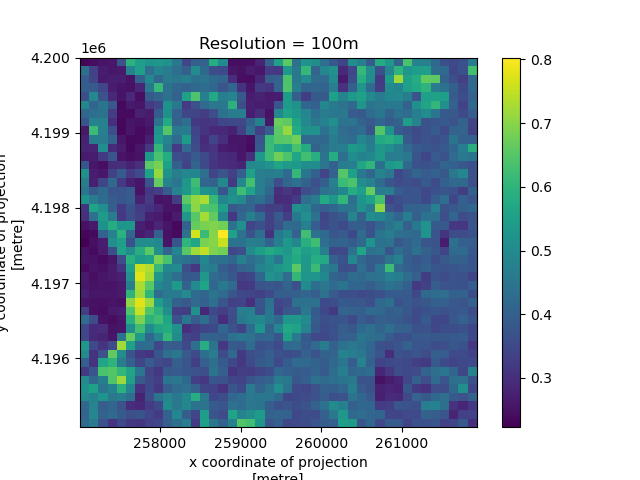 Resolution = 100m
1e6
4.200
4.199
4.198
4.197
4.196
y coordinate of projection
[metre]
258000 259000 260000 261000
x coordinate of projection
[metre]
0.8
0.7
0.6
0.5
0.4
0.3